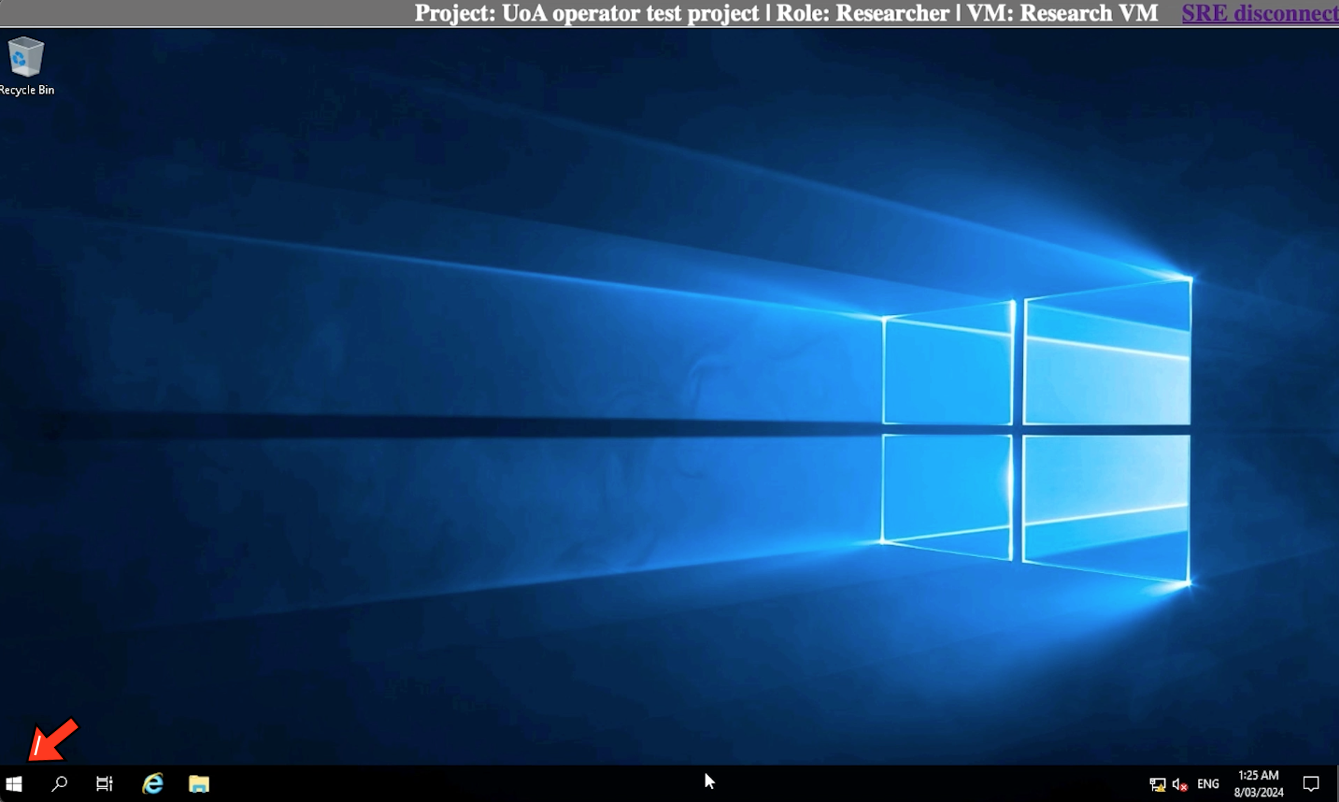 Project: UoA operator test project | Role: Researcher | VM: Research VM SRE disconnect
Recycle Bin
ENG
1:25 AM
8/03/2024